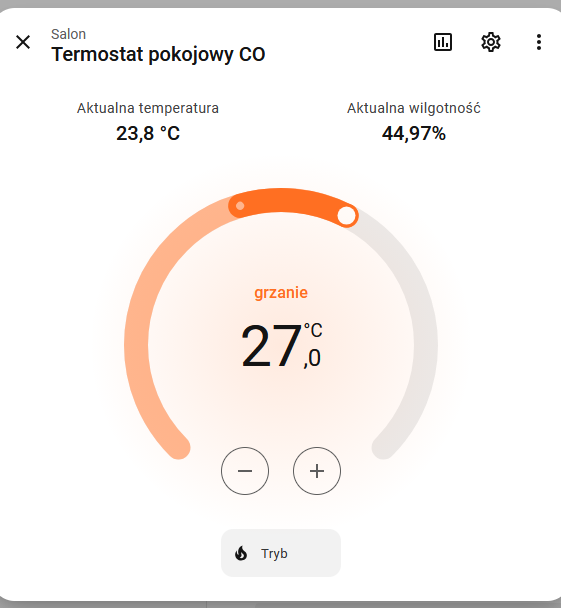 Salon
Termostat pokojowy CO
Aktualna temperatura
23,8 °C
Aktualna wilgotność
44,97%
grzanie
27,0 °C
Tryb